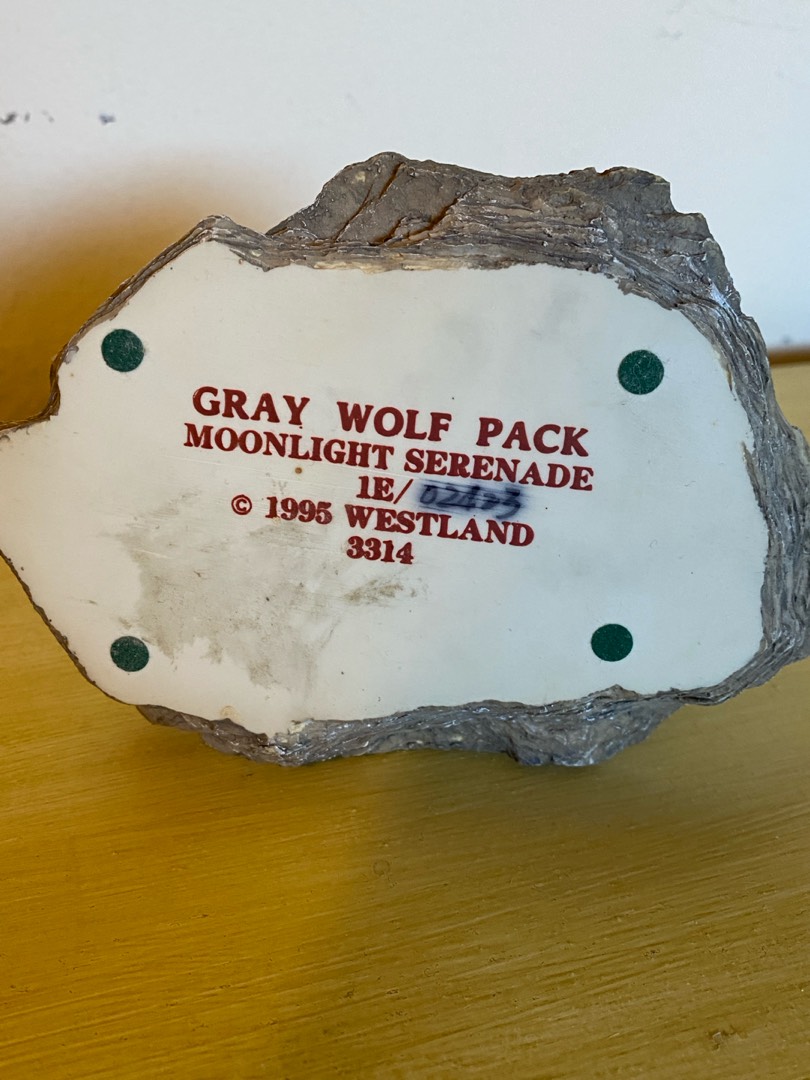 GRAY WOLF PACK
MOONLIGHT SERENADE
1E/
© 1995 WESTLAND
3314